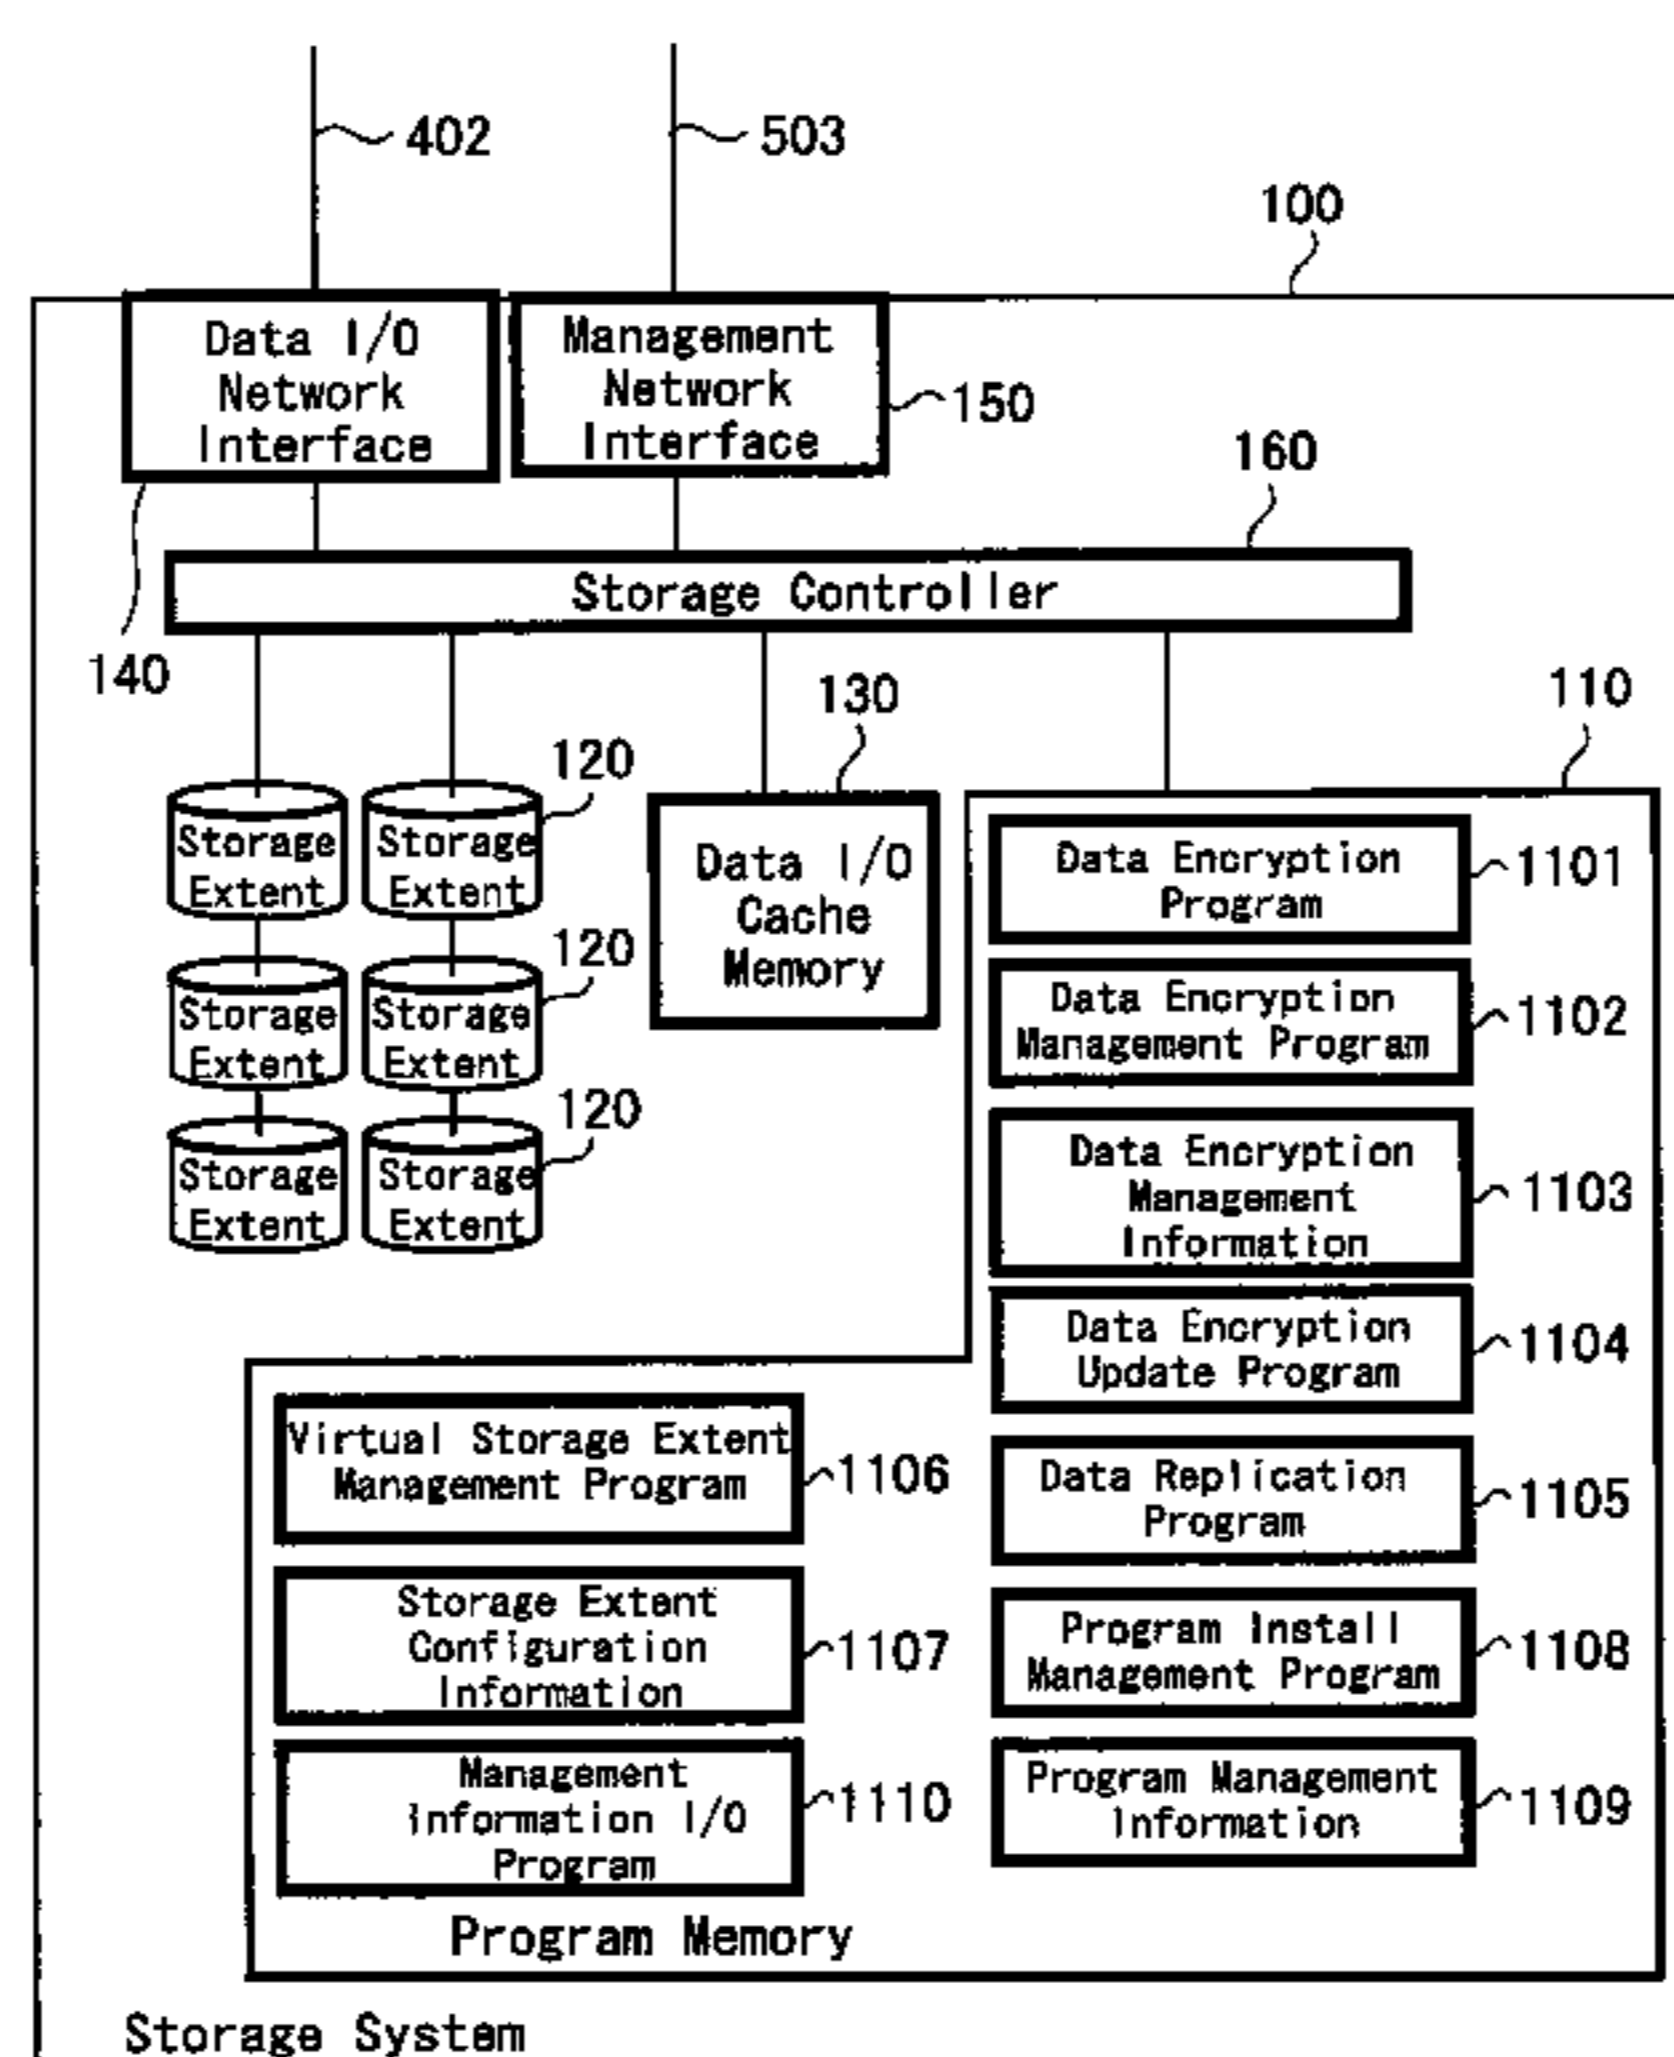 402
503
100
Data I/O
Network
Interface
Management
Network
Interface
150
160
Storage Controller
140
130
110
120
Storage
Extent
Storage
Extent
Data I/O
Cache
Memory
Data Encryption
Program
1101
120
Storage
Extent
Storage
Extent
Data Encryption
Management Program
1102
120
Storage
Extent
Storage
Extent
Data Encryption
Management
Information
1103
Data Encryption
Update Program
1104
Virtual Storage Extent
Management Program
1106
Data Replication
Program
1105
Storage Extent
Configuration
Information
1107
Program Install
Management Program
1108
Management
Information I/O
Program
1110
Program Management
Information
1109
Program Memory
Storage System